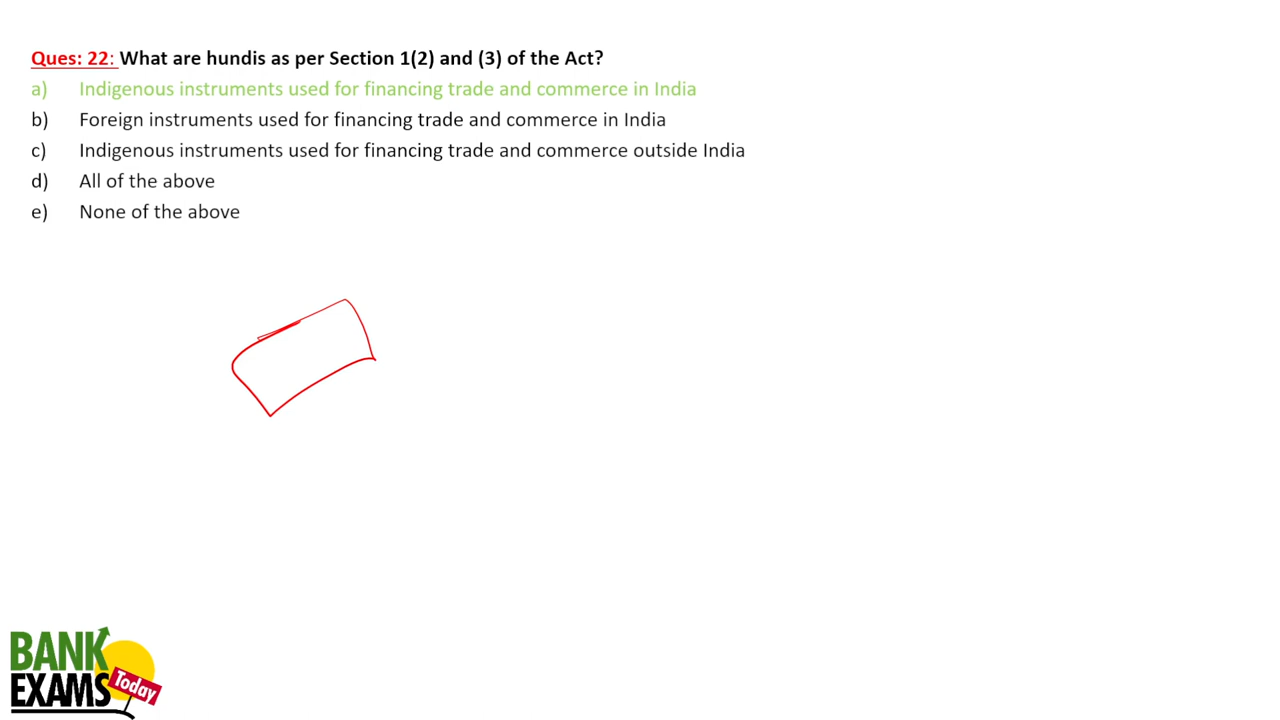 Ques: 22: What are hundis as per Section 1(2) and (3) of the Act?
a) Indigenous instruments used for financing trade and commerce in India
b) Foreign instruments used for financing trade and commerce in India
c) Indigenous instruments used for financing trade and commerce outside India
d) All of the above
e) None of the above
BANK
EXAMS Today